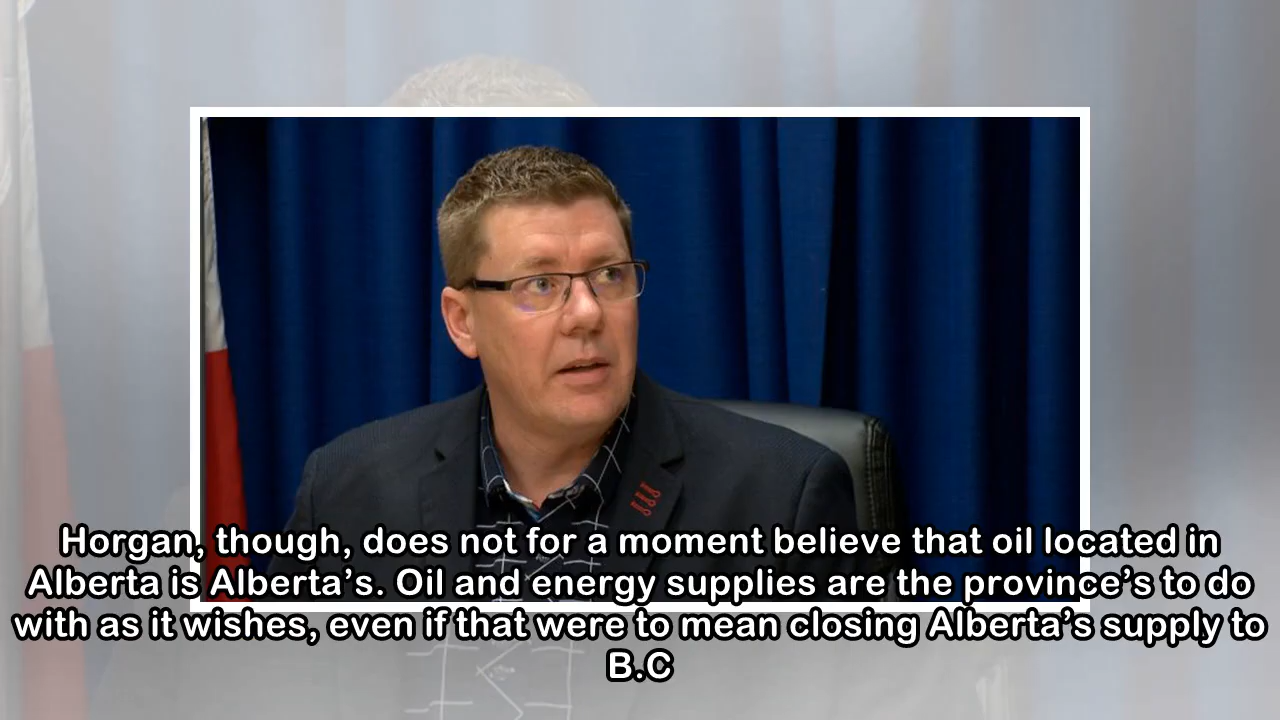 Horgan, though, does not for a moment believe that oil located in
Alberta is Alberta’s. Oil and energy supplies are the province’s to do
with as it wishes, even if that were to mean closing Alberta’s supply to
B.C